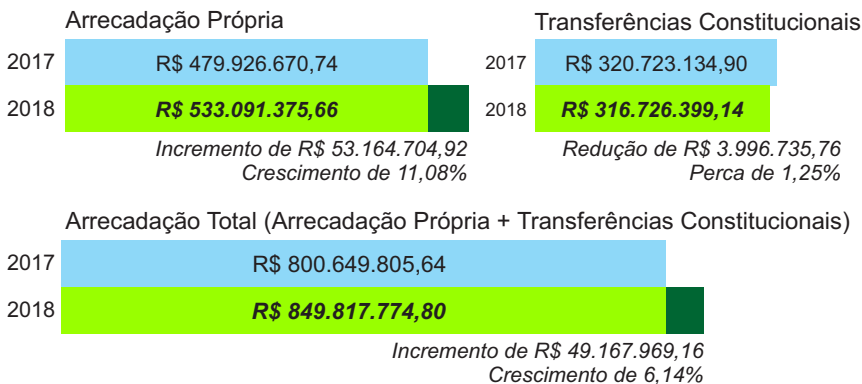 Arrecadação Própria
2017 R$ 479.926.670,74
2018 R$ 533.091.375,66
Incremento de R$ 53.164.704,92
Crescimento de 11,08%
Transferências Constitucionais
2017 R$ 320.723.134,90
2018 R$ 316.726.399,14
Redução de R$ 3.996.735,76
Perca de 1,25%
Arrecadação Total (Arrecadação Própria + Transferências Constitucionais)
2017 R$ 800.649.805,64
2018 R$ 849.817.774,80
Incremento de R$ 49.167.969,16
Crescimento de 6,14%